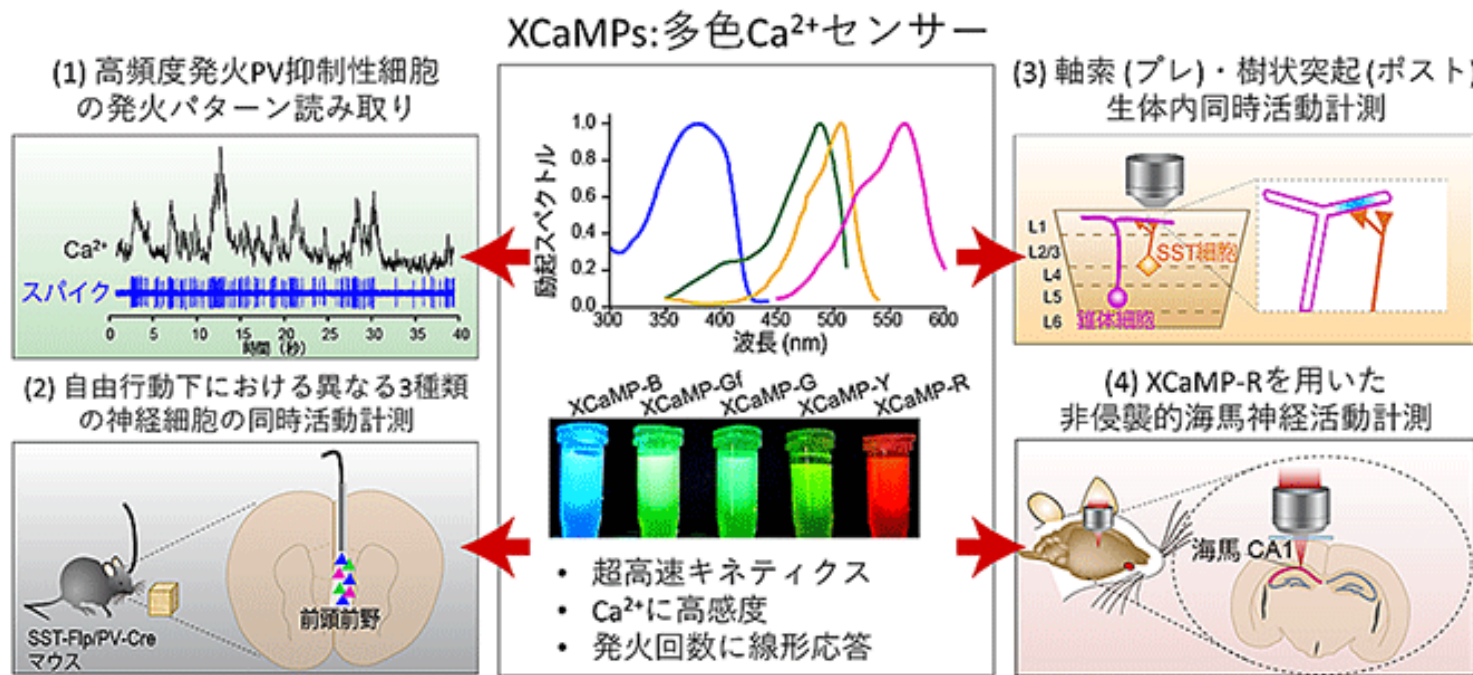 XCaMPs:多色Ca²⁺センサー
(1) 高頻度発火PV抑制性細胞
の発火パターン読み取り
Ca²⁺
スパイク
0 5 10 15 20 25 30 35 40
時間（秒）
(2) 自由行動下における異なる3種類
の神経細胞の同時活動計測
前頭前野
SST-Flp/PV-Cre
マウス
励起スペクトル
1.0
0.8
0.6
0.4
0.2
0.0
300 350 400 450 500 550 600
波長 (nm)
XCaMP-B XCaMP-Gf XCaMP-G XCaMP-Y XCaMP-R
• 超高速キネティクス
• Ca²⁺に高感度
• 発火回数に線形応答
(3) 軸索 (プレ)・樹状突起 (ポスト)
生体内同時活動計測
L1
L2/3
L4
L5
L6
SST細胞
錐体細胞
(4) XCaMP-Rを用いた
非侵襲的海馬神経活動計測
海馬 CA1